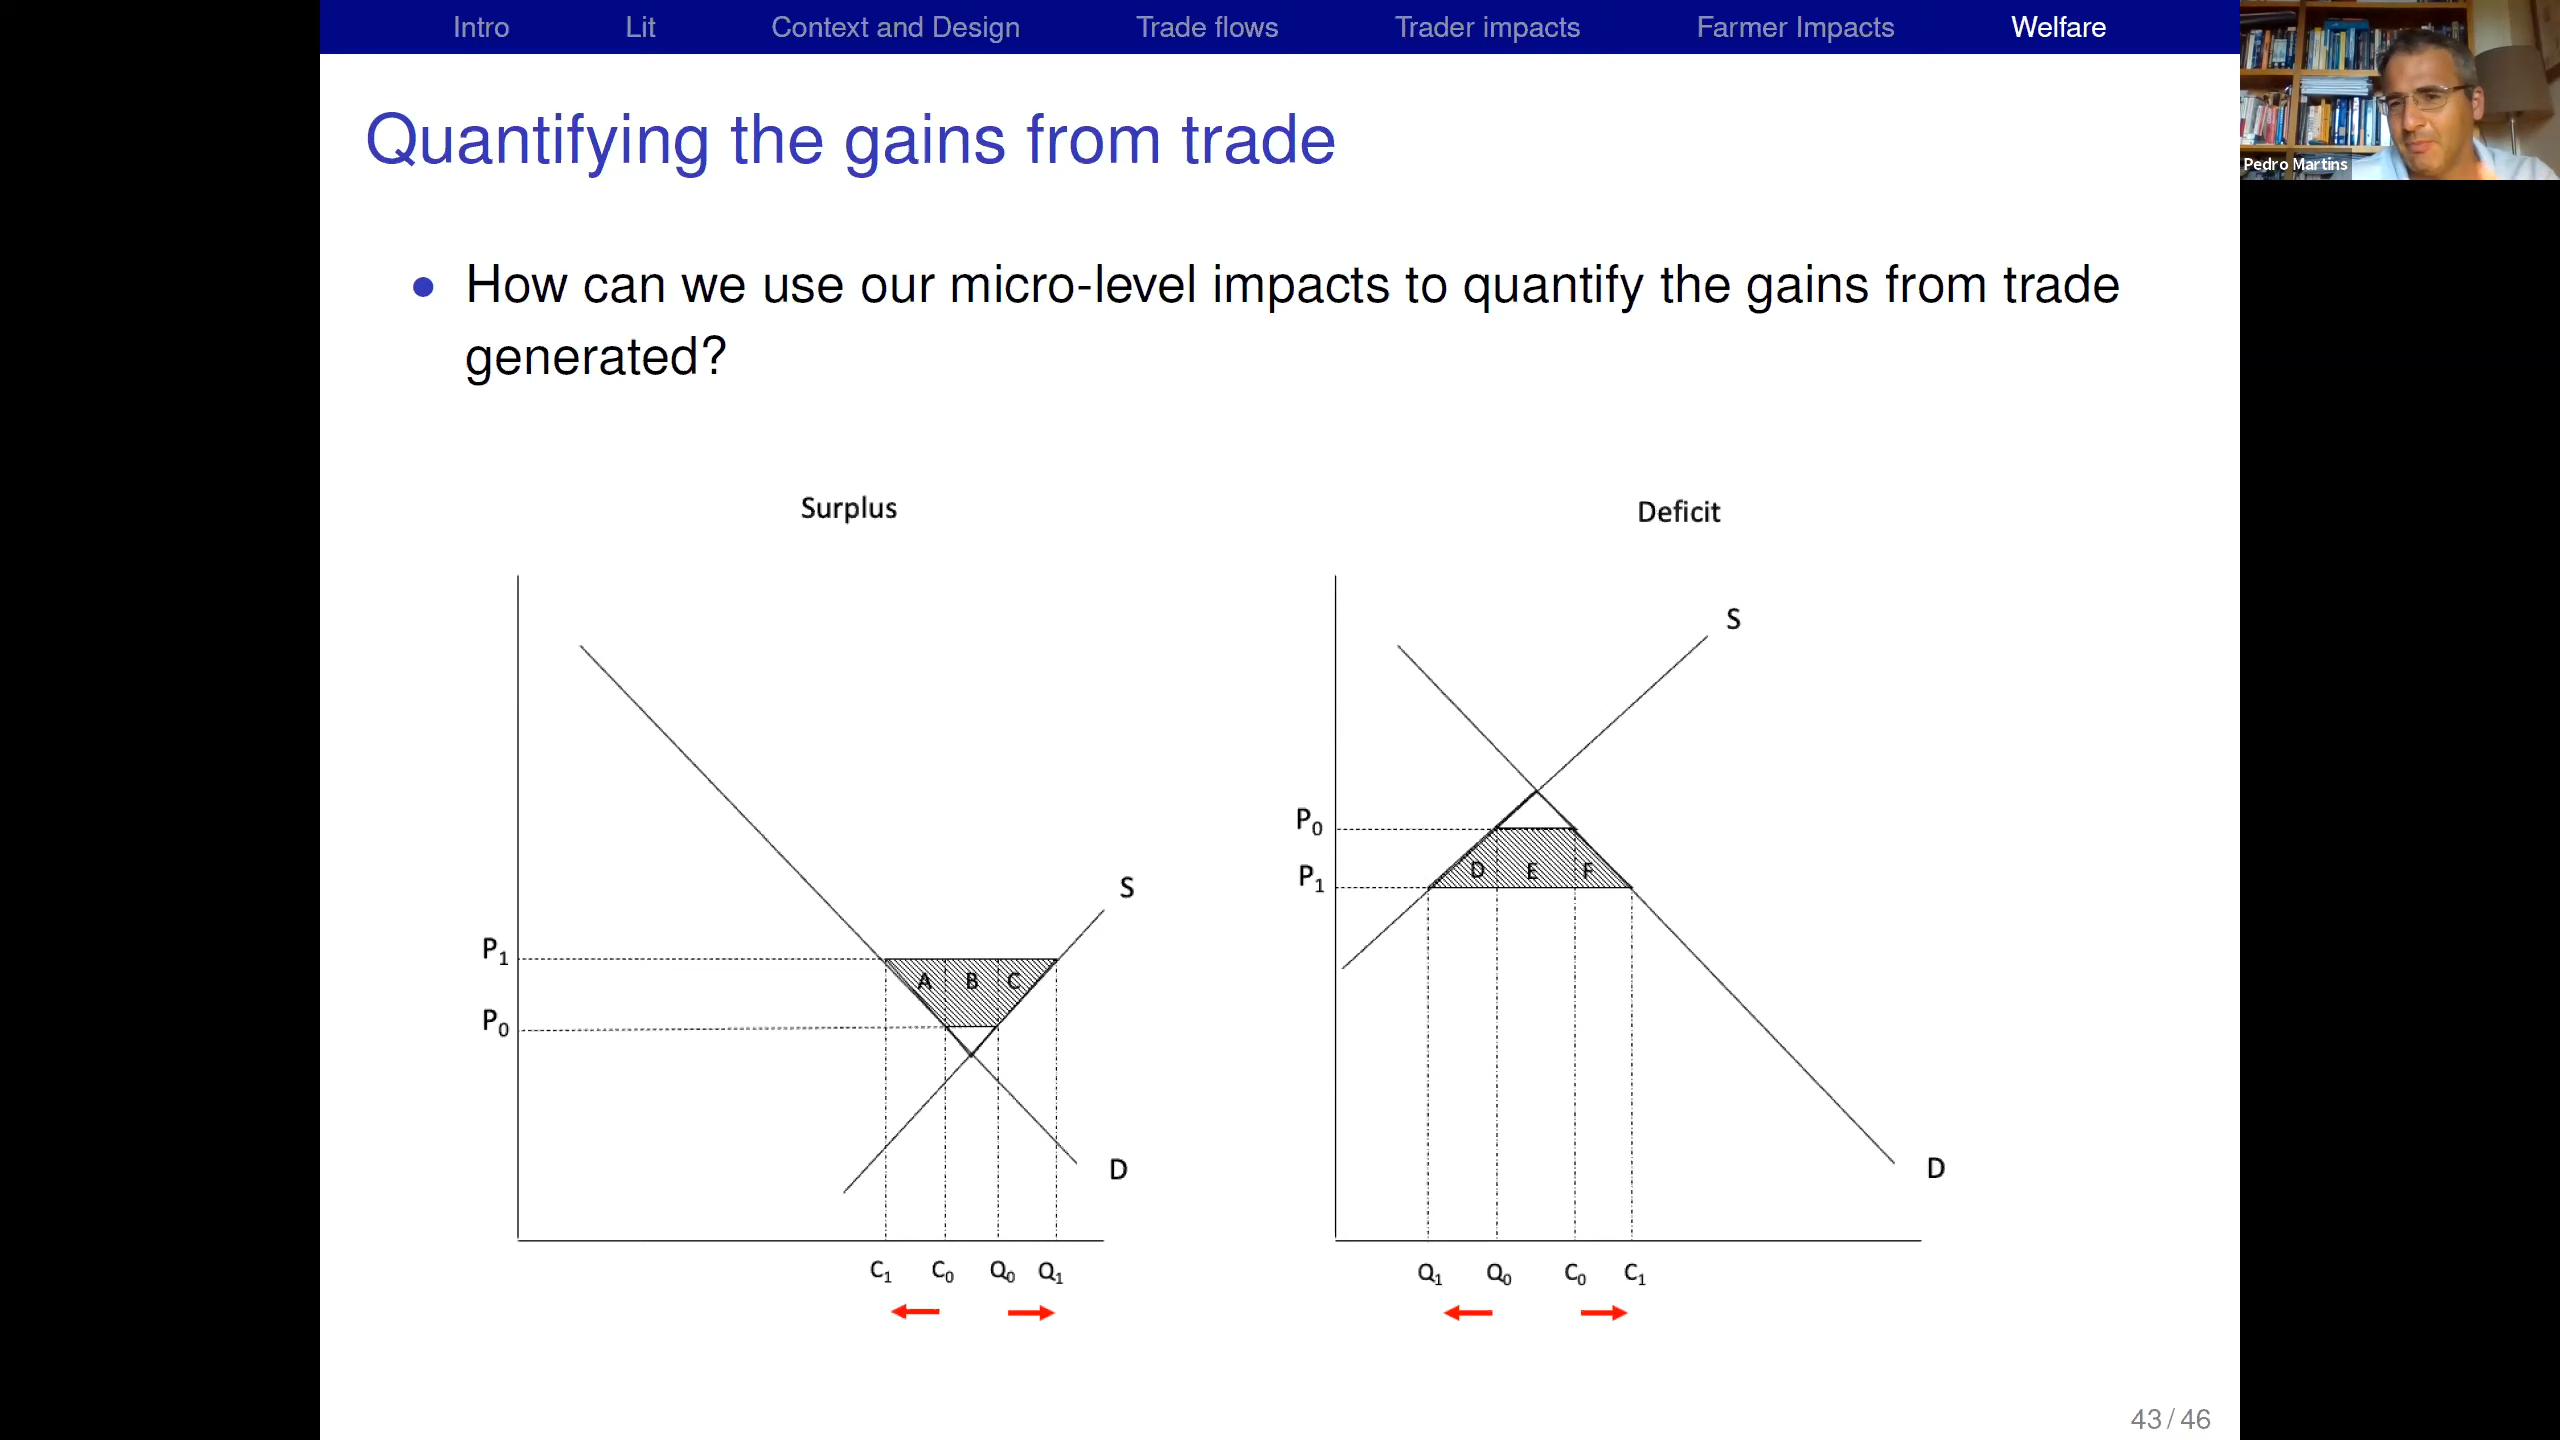 Intro Lit Context and Design Trade flows Trader impacts Farmer Impacts Welfare
Pedro Martins
Quantifying the gains from trade
How can we use our micro-level impacts to quantify the gains from trade
generated?
Surplus
P1
P0
A B C
S
D
C1 C0 Q0 Q1
Deficit
S
P0
P1
D E F
D
Q1 Q0 C0 C1
43 / 46